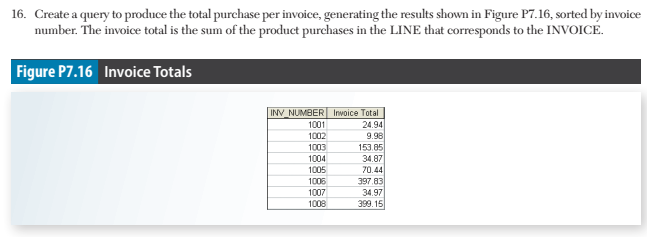 16. Create a query to produce the total purchase per invoice, generating the results shown in Figure P7.16, sorted by invoice
number. The invoice total is the sum of the product purchases in the LINE that corresponds to the INVOICE.
Figure P7.16 Invoice Totals
INV_NUMBER Invoice Total
1001 24.94
1002 9.98
1003 153.85
1004 34.87
1005 70.44
1006 397.83
1007 34.97
1008 399.15